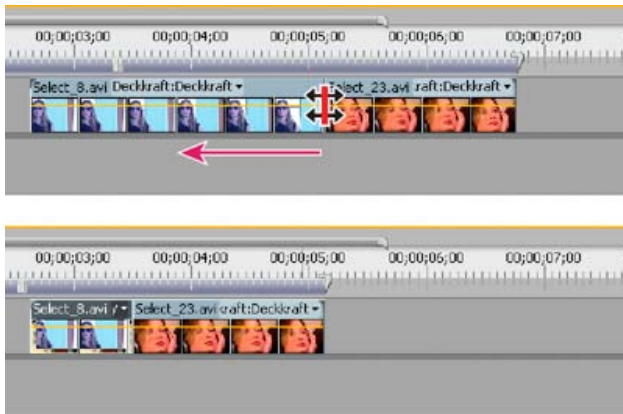 00;00;03;00 00;00;04;00 00;00;05;00 00;00;06;00 00;00;07;00
Select_8.avi Deckkraft:Deckkraft Select_23.avi raft:Deckkraft
00;00;03;00 00;00;04;00 00;00;05;00 00;00;06;00 00;00;07;00
Select_8.avi Select_23.avi kraft:Deckkraft